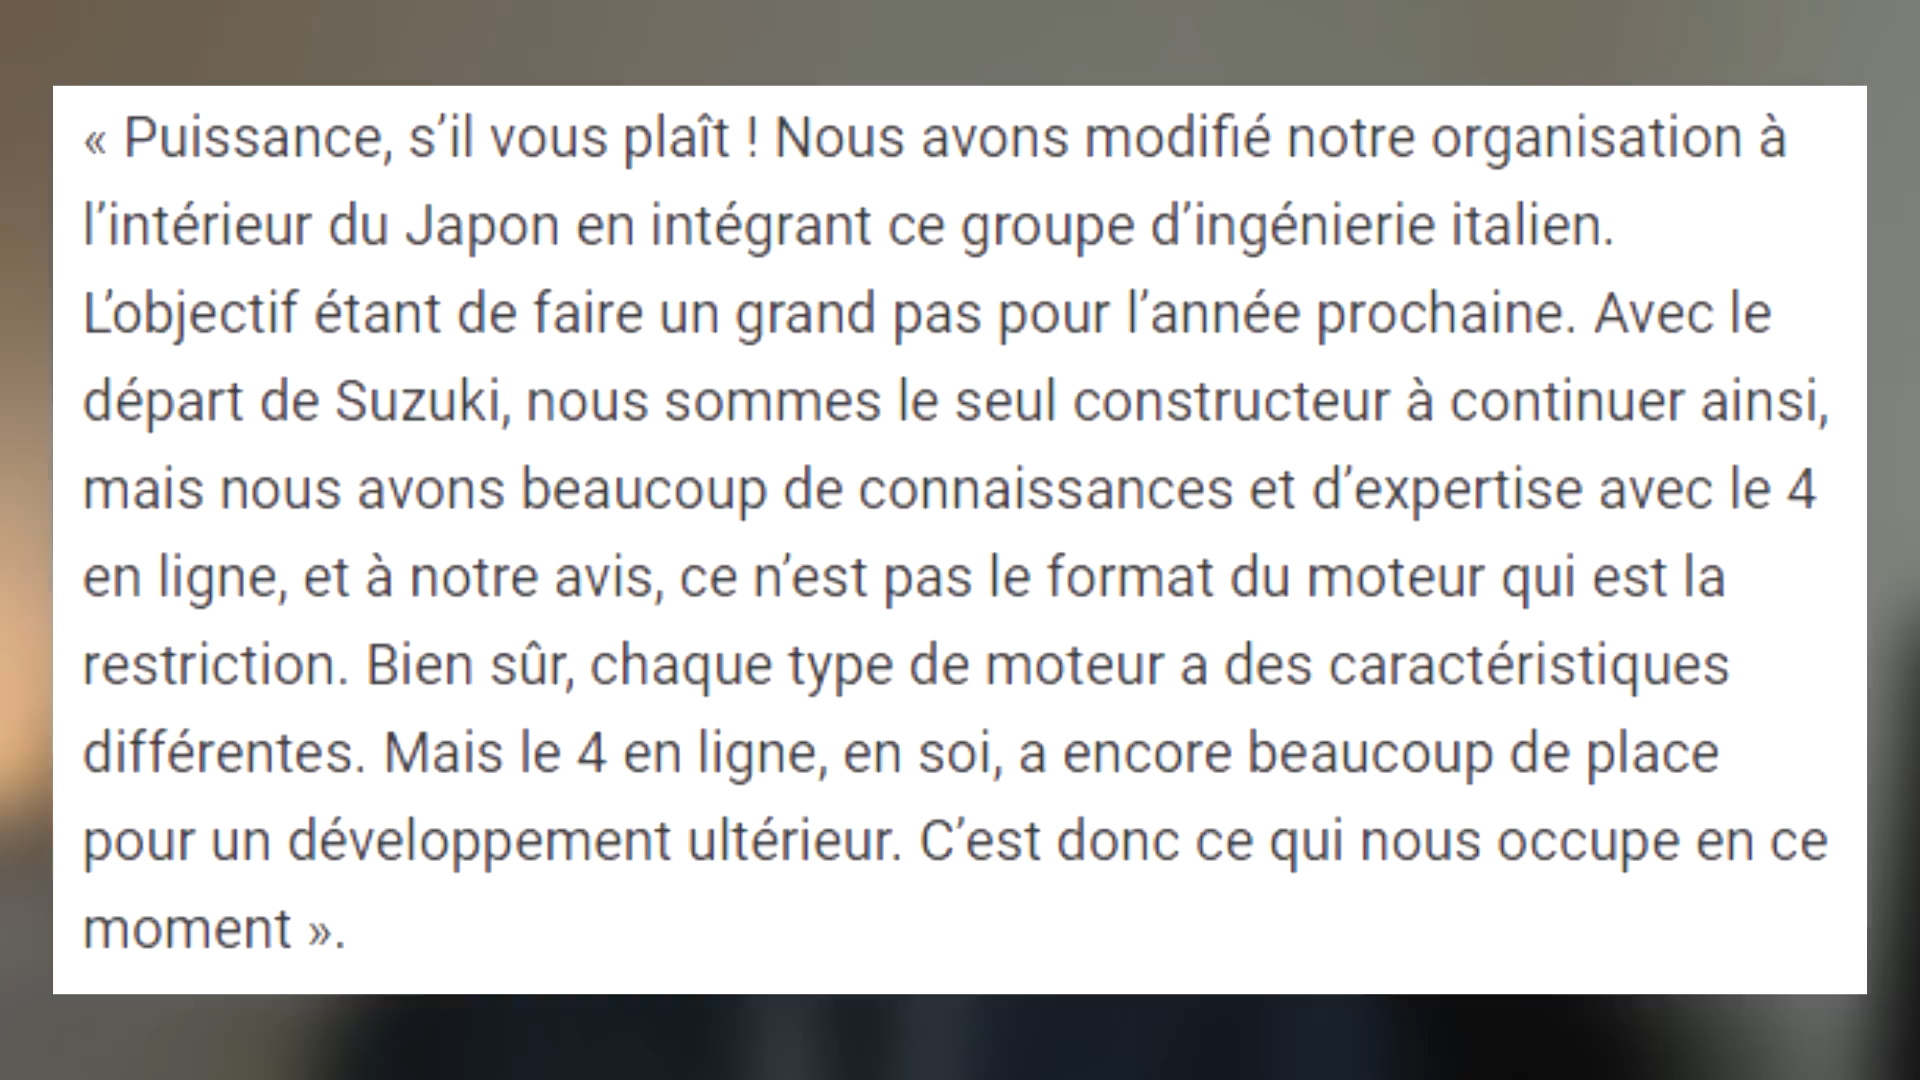 « Puissance, s’il vous plaît ! Nous avons modifié notre organisation à
l’intérieur du Japon en intégrant ce groupe d’ingénierie italien.
L’objectif étant de faire un grand pas pour l’année prochaine. Avec le
départ de Suzuki, nous sommes le seul constructeur à continuer ainsi,
mais nous avons beaucoup de connaissances et d’expertise avec le 4
en ligne, et à notre avis, ce n’est pas le format du moteur qui est la
restriction. Bien sûr, chaque type de moteur a des caractéristiques
différentes. Mais le 4 en ligne, en soi, a encore beaucoup de place
pour un développement ultérieur. C’est donc ce qui nous occupe en ce
moment ».